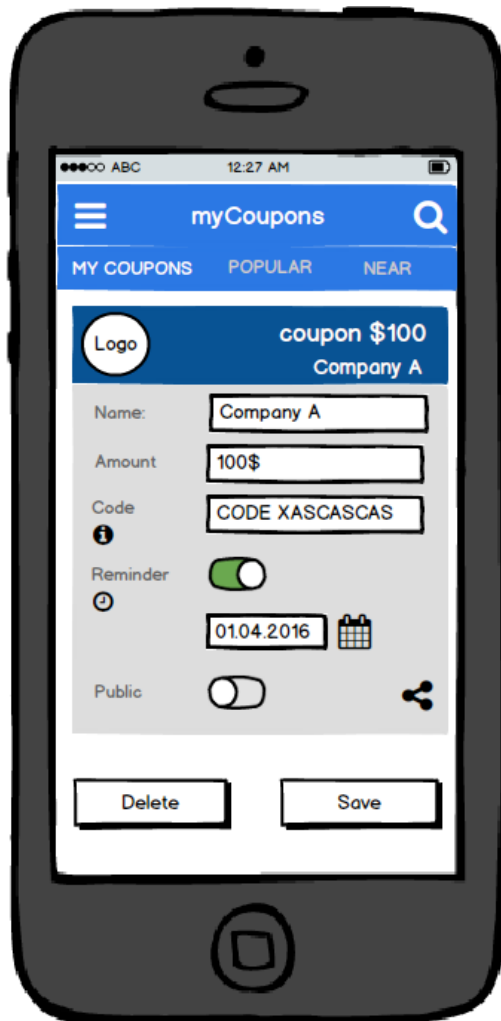 ABC 12:27 AM
myCoupons
MY COUPONS POPULAR NEAR
Logo
coupon $100
Company A
Name: Company A
Amount 100$
Code CODE XASCASCAS
Reminder
01.04.2016
Public
Delete Save